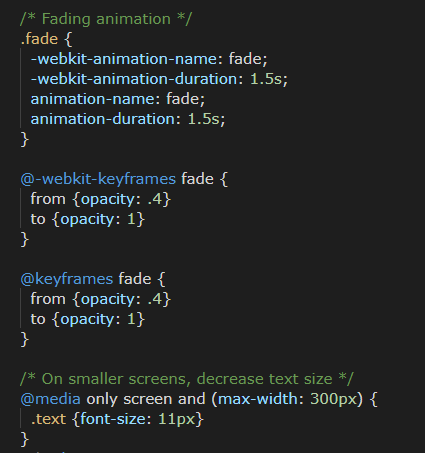 /* Fading animation */
.fade {
  -webkit-animation-name: fade;
  -webkit-animation-duration: 1.5s;
  animation-name: fade;
  animation-duration: 1.5s;
}

@-webkit-keyframes fade {
  from {opacity: .4}
  to {opacity: 1}
}

@keyframes fade {
  from {opacity: .4}
  to {opacity: 1}
}

/* On smaller screens, decrease text size */
@media only screen and (max-width: 300px) {
  .text {font-size: 11px}
}